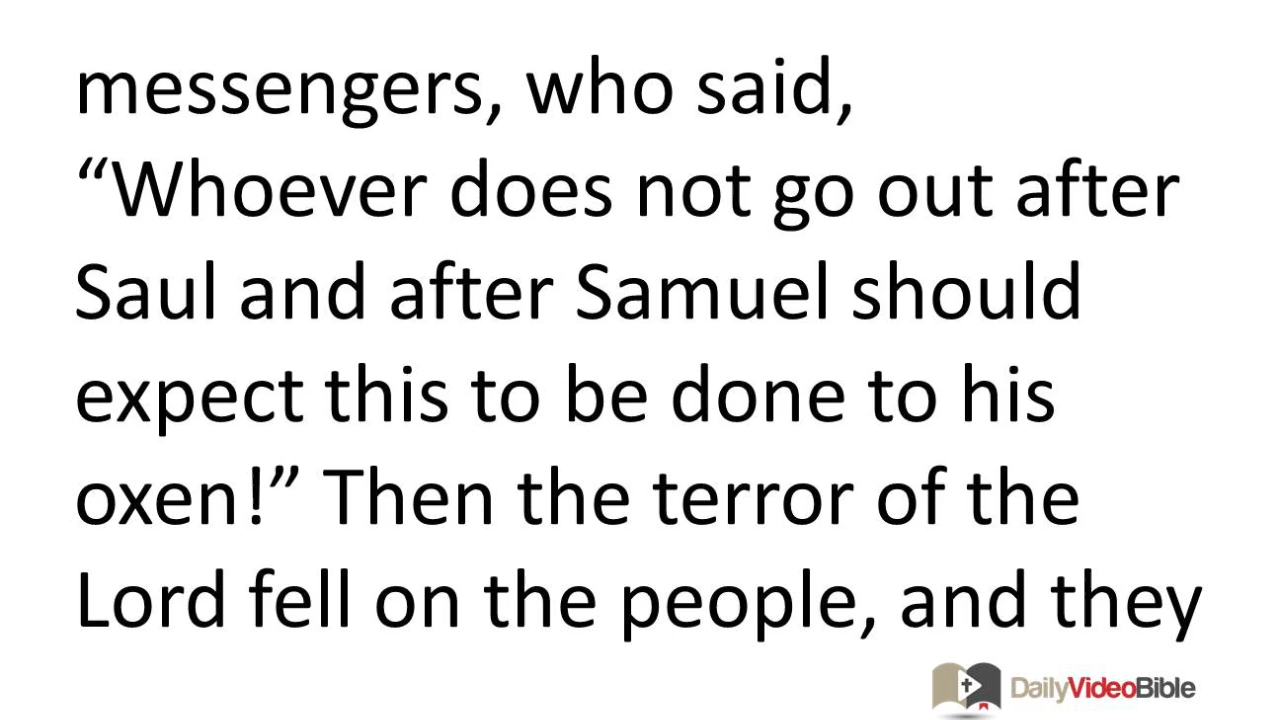 messengers, who said,
“Whoever does not go out after
Saul and after Samuel should
expect this to be done to his
oxen!” Then the terror of the
Lord fell on the people, and they
DailyVideoBible